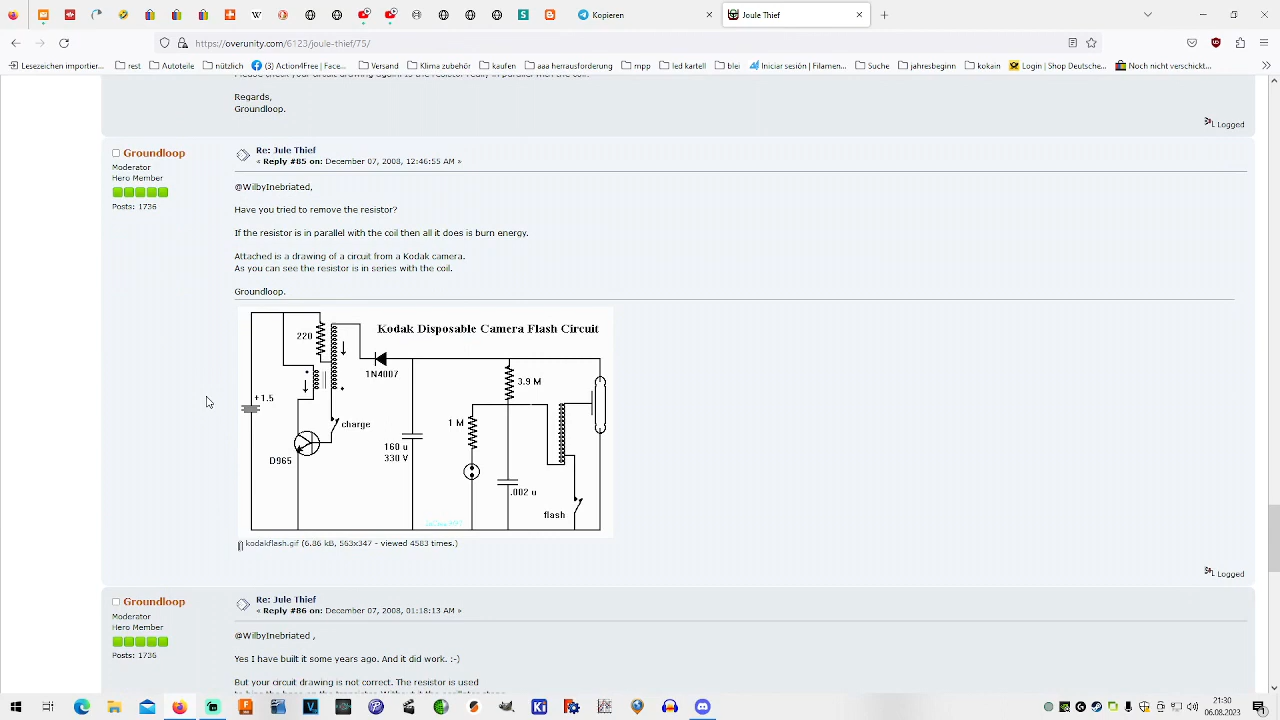 Kopieren
Joule Thief
https://overunity.com/6123/joule-thief/75/
Lesezeichen importier...
rest
Autoteile
nützlich
(3) Action4Free | Face...
Versand
Klima zubehör
kaufen
aaa herrausforderung
mpp
led kartell
blei
Iniciar sesión | Filamen...
Suche
jahresbeginn
kokain
Login | Shop Deutsche...
Noch nicht verschickt...
Regards,
Groundloop.
Logged
Groundloop
Moderator
Hero Member
Posts: 1736
Re: Jule Thief
« Reply #85 on: December 07, 2008, 12:46:55 AM »
@WilbyInebriated,
Have you tried to remove the resistor?
If the resistor is in parallel with the coil then all it does is burn energy.
Attached is a drawing of a circuit from a Kodak camera.
As you can see the resistor is in series with the coil.
Groundloop.
Kodak Disposable Camera Flash Circuit
220
1N4007
3.9 M
+1.5
charge
1 M
160 u
330 V
D965
.002 u
flash
kodakflash.gif (6.86 kB, 563x347 - viewed 4583 times.)
Logged
Groundloop
Moderator
Hero Member
Posts: 1736
Re: Jule Thief
« Reply #86 on: December 07, 2008, 01:18:13 AM »
@WilbyInebriated ,
Yes I have built it some years ago. And it did work. :-)
But your circuit drawing is not correct. The resistor is used
21:30
06.08.2023